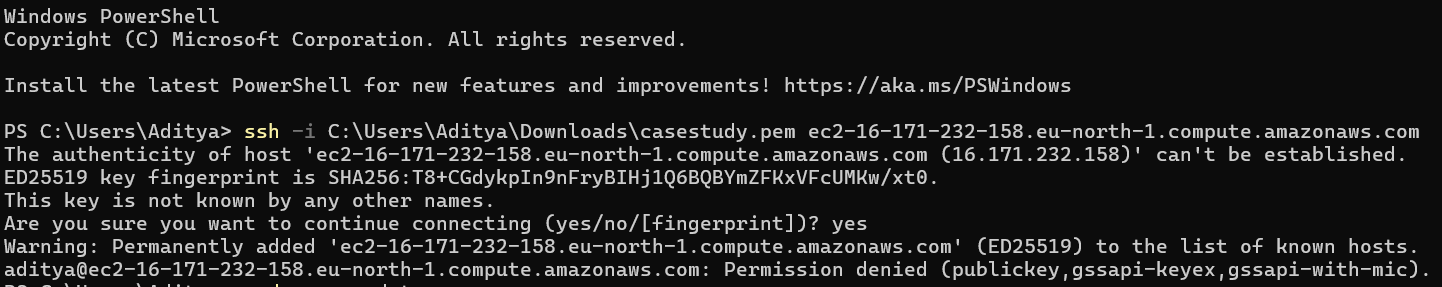 Windows PowerShell
Copyright (C) Microsoft Corporation. All rights reserved.
Install the latest PowerShell for new features and improvements! https://aka.ms/PSWindows
PS C:\Users\Aditya> ssh -i C:\Users\Aditya\Downloads\casestudy.pem ec2-16-171-232-158.eu-north-1.compute.amazonaws.com
The authenticity of host 'ec2-16-171-232-158.eu-north-1.compute.amazonaws.com (16.171.232.158)' can't be established.
ED25519 key fingerprint is SHA256:T8+CGdykpIn9nFryBIHj1Q6BQBYmZFKxVFcUMKw/xt0.
This key is not known by any other names.
Are you sure you want to continue connecting (yes/no/[fingerprint])? yes
Warning: Permanently added 'ec2-16-171-232-158.eu-north-1.compute.amazonaws.com' (ED25519) to the list of known hosts.
aditya@ec2-16-171-232-158.eu-north-1.compute.amazonaws.com: Permission denied (publickey,gssapi-keyex,gssapi-with-mic).